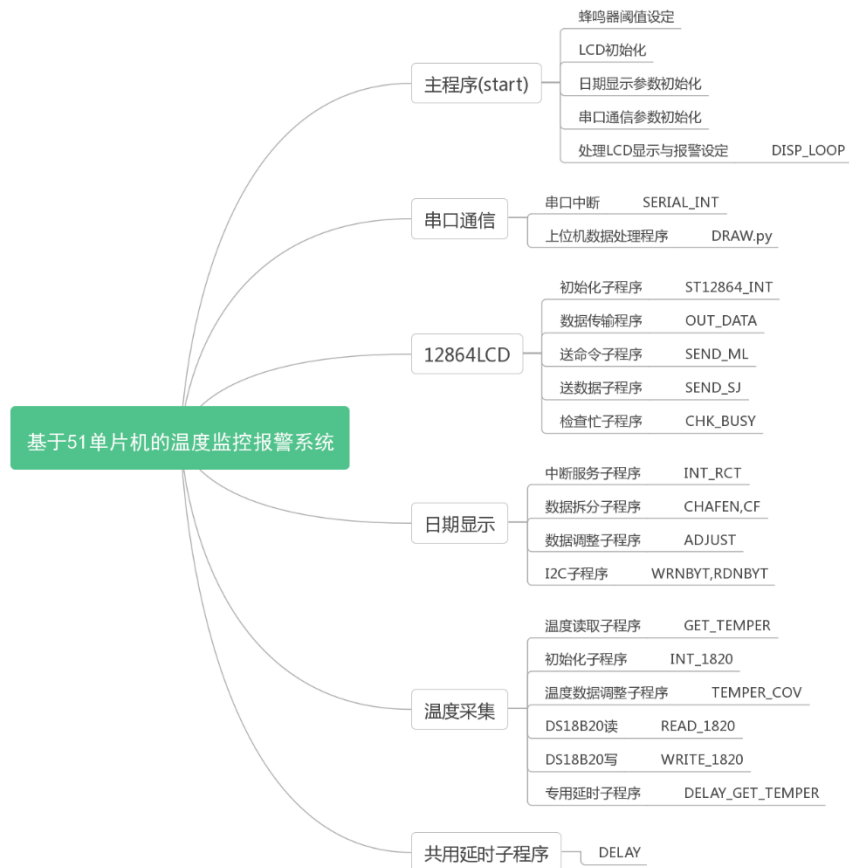 基于51单片机的温度监控报警系统
主程序(start)
蜂鸣器阈值设定
LCD初始化
日期显示参数初始化
串口通信参数初始化
处理LCD显示与报警设定 DISP_LOOP
串口通信
串口中断 SERIAL_INT
上位机数据处理程序 DRAW.py
12864LCD
初始化子程序 ST12864_INT
数据传输程序 OUT_DATA
送命令子程序 SEND_ML
送数据子程序 SEND_SJ
检查忙子程序 CHK_BUSY
日期显示
中断服务子程序 INT_RCT
数据拆分子程序 CHAFEN,CF
数据调整子程序 ADJUST
I2C子程序 WRNBYT,RDNBYT
温度采集
温度读取子程序 GET_TEMPER
初始化子程序 INT_1820
温度数据调整子程序 TEMPER_COV
DS18B20读 READ_1820
DS18B20写 WRITE_1820
专用延时子程序 DELAY_GET_TEMPER
共用延时子程序 DELAY